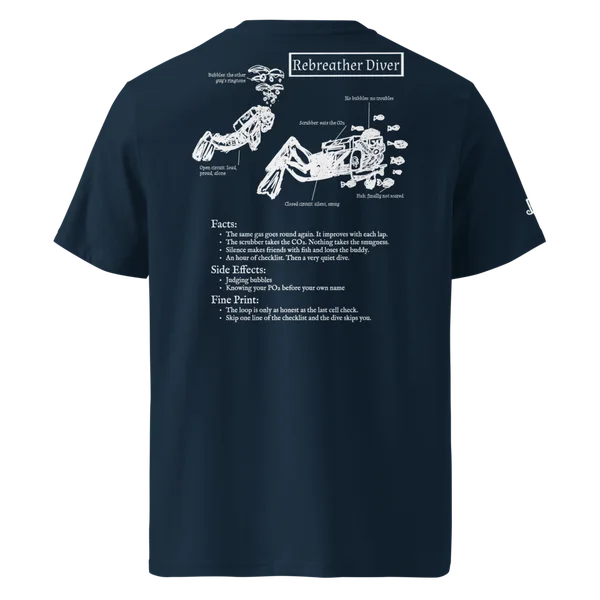 Rebreather Diver
Bubbles: the other
gag's ringtone
No bubbles: no troubles
Scrubber: eats the CO₂
Open circuit: loud,
proud, alone
Fish: finally not scared
Closed circuit: silent, smug
Facts:
• The same gas goes round again. It improves with each lap.
• The scrubber takes the CO₂. Nothing takes the smugness.
• Silence makes friends with fish and loses the buddy.
• An hour of checklist. Then a very quiet dive.
Side Effects:
• Judging bubbles
• Knowing your PO₂ before your own name
Fine Print:
• The loop is only as honest as the last cell check.
• Skip one line of the checklist and the dive skips you.